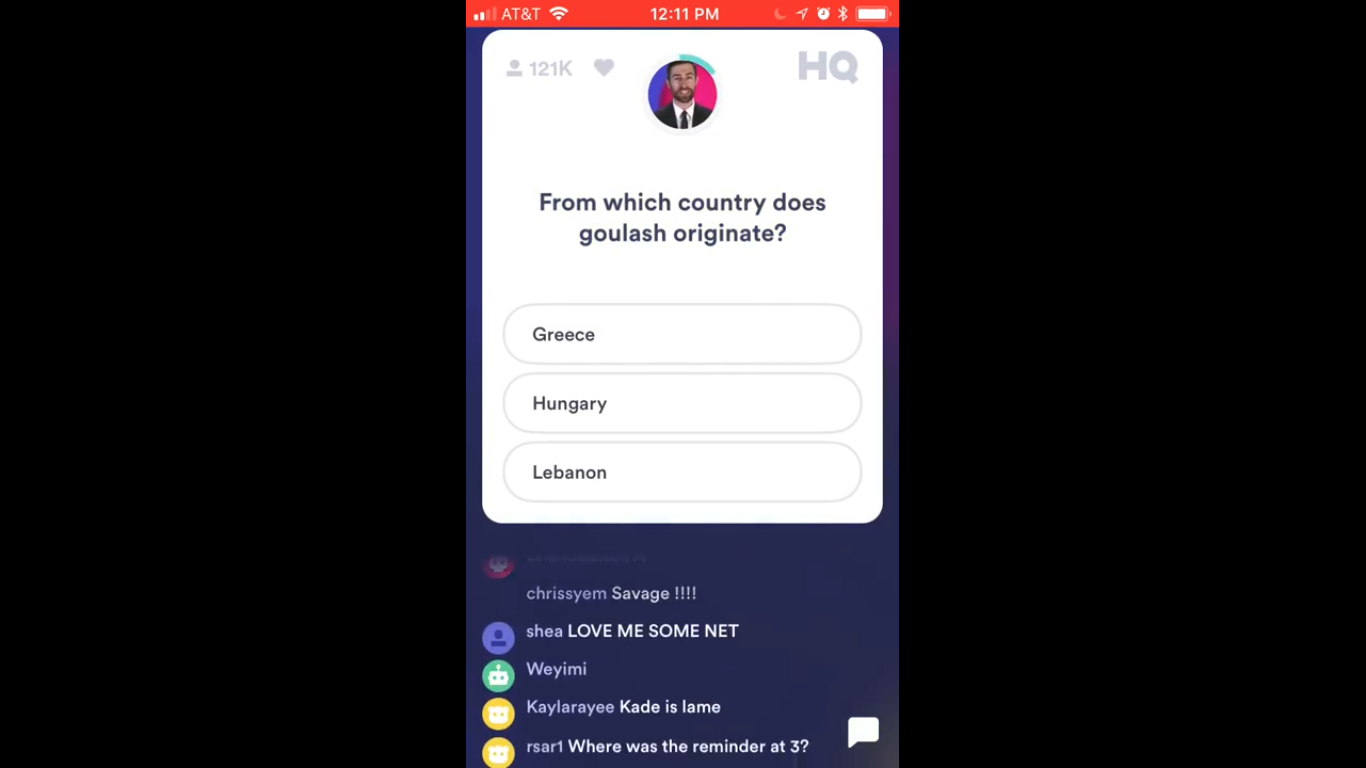 AT&T
12:11 PM
121K
HQ
From which country does
goulash originate?
Greece
Hungary
Lebanon
chrissyem Savage !!!!
shea LOVE ME SOME NET
Weyimi
Kaylarayee Kade is lame
rsar1 Where was the reminder at 3?